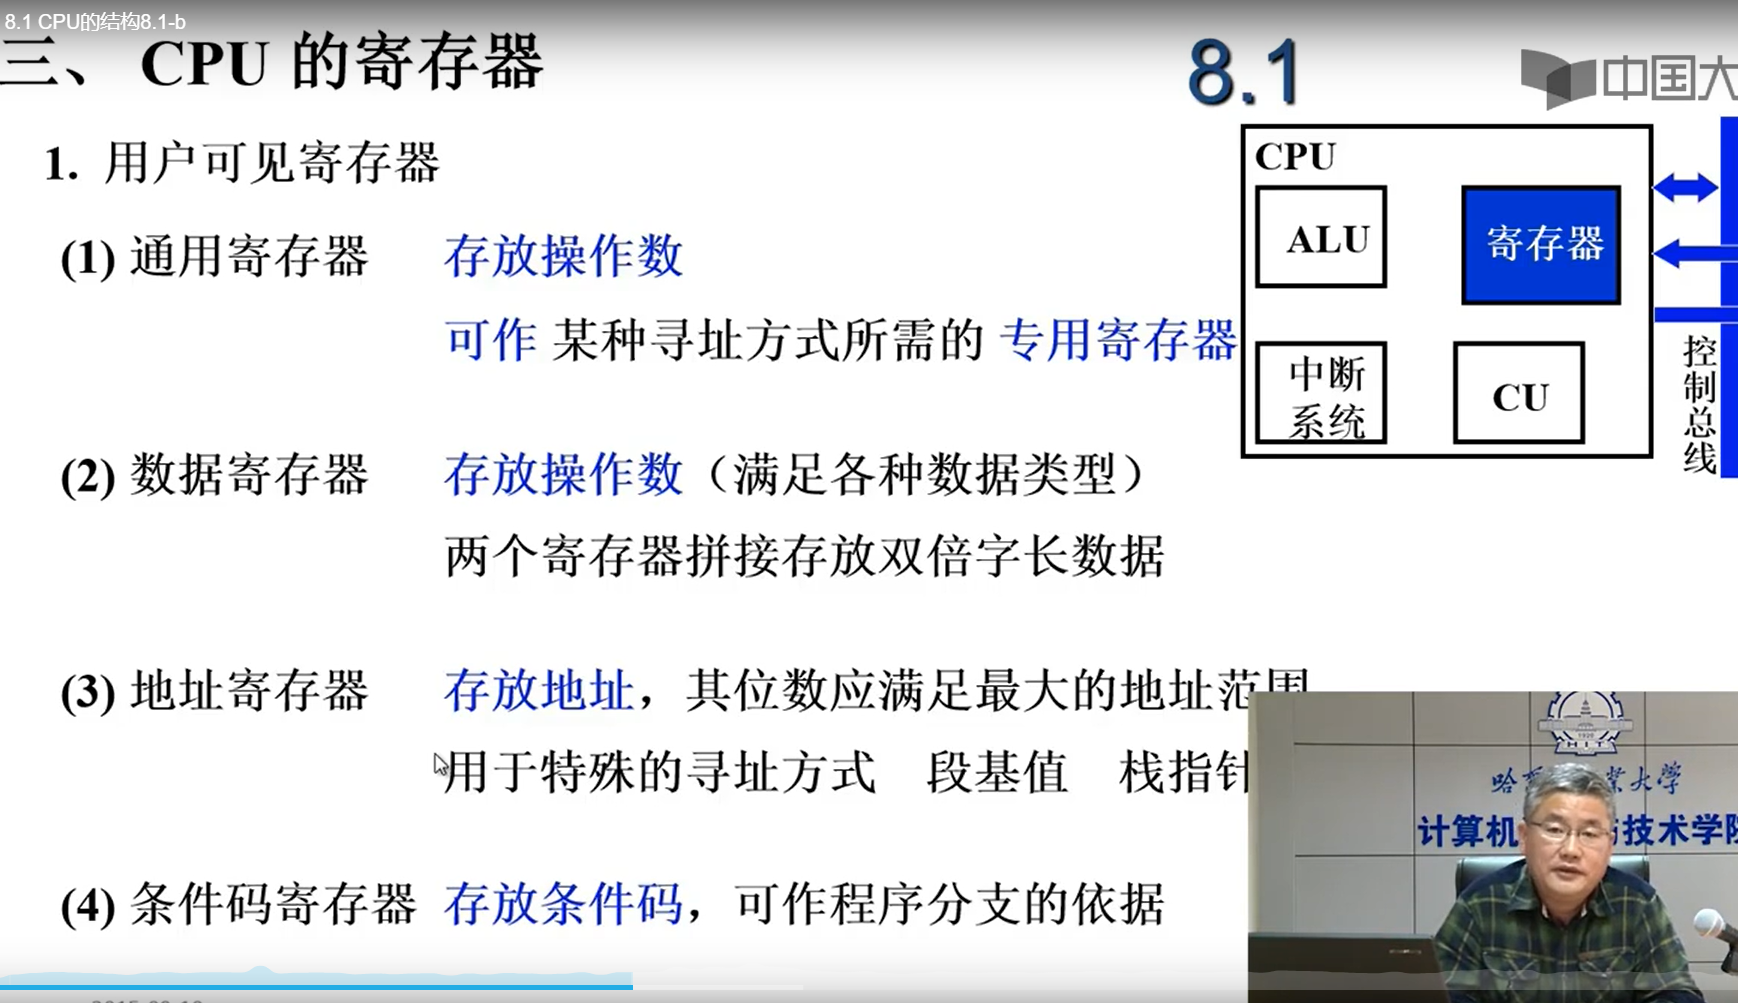 8.1 CPU的结构8.1-b
三、 CPU 的寄存器
8.1
中国大
1. 用户可见寄存器
(1) 通用寄存器 存放操作数
可作 某种寻址方式所需的 专用寄存器
(2) 数据寄存器 存放操作数（满足各种数据类型）
两个寄存器拼接存放双倍字长数据
(3) 地址寄存器 存放地址，其位数应满足最大的地址范围
用于特殊的寻址方式 段基值 栈指针
(4) 条件码寄存器 存放条件码，可作程序分支的依据
CPU
ALU
寄存器
中断
系统
CU
控制总线
1920
HIT
哈 业大学
计算机 与技术学院